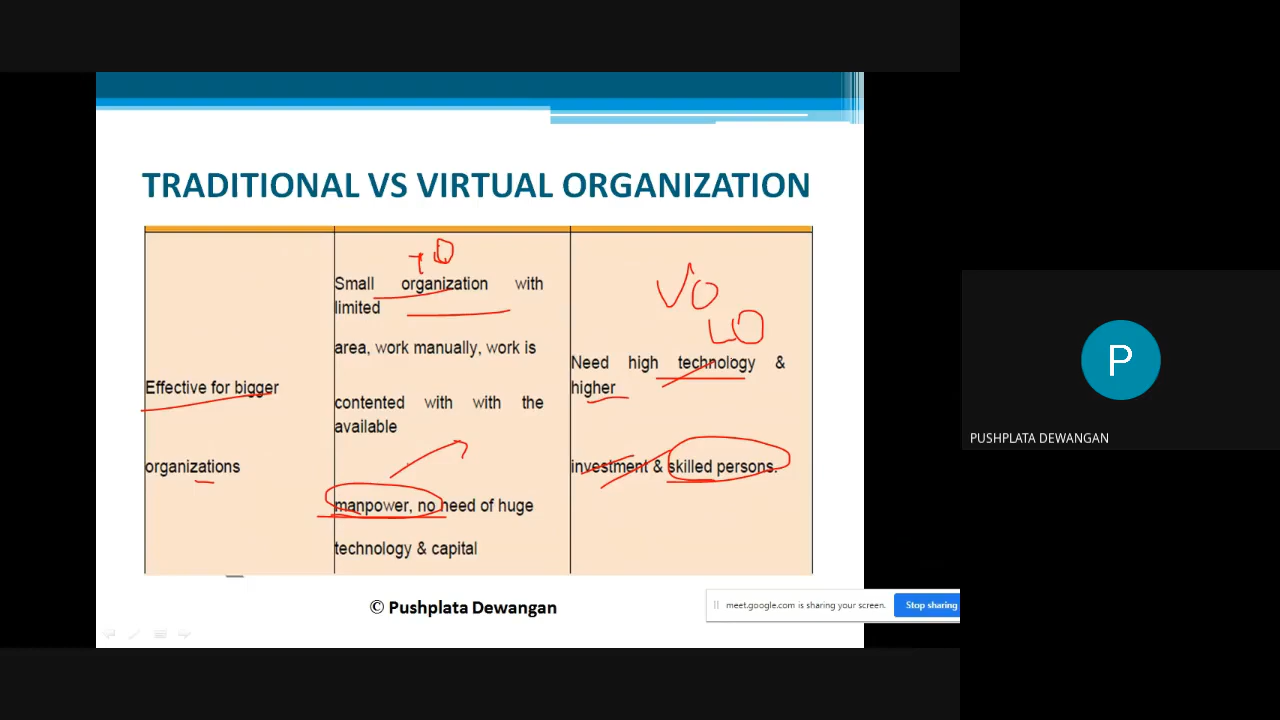 TRADITIONAL VS VIRTUAL ORGANIZATION
Effective for bigger
organizations
TO
Small organization with
limited
area, work manually, work is
contented with with the
available
manpower, no need of huge
technology & capital
VO
LO
Need high technology &
higher
investment & skilled persons.
© Pushplata Dewangan
meet.google.com is sharing your screen.
Stop sharing
P
PUSHPLATA DEWANGAN